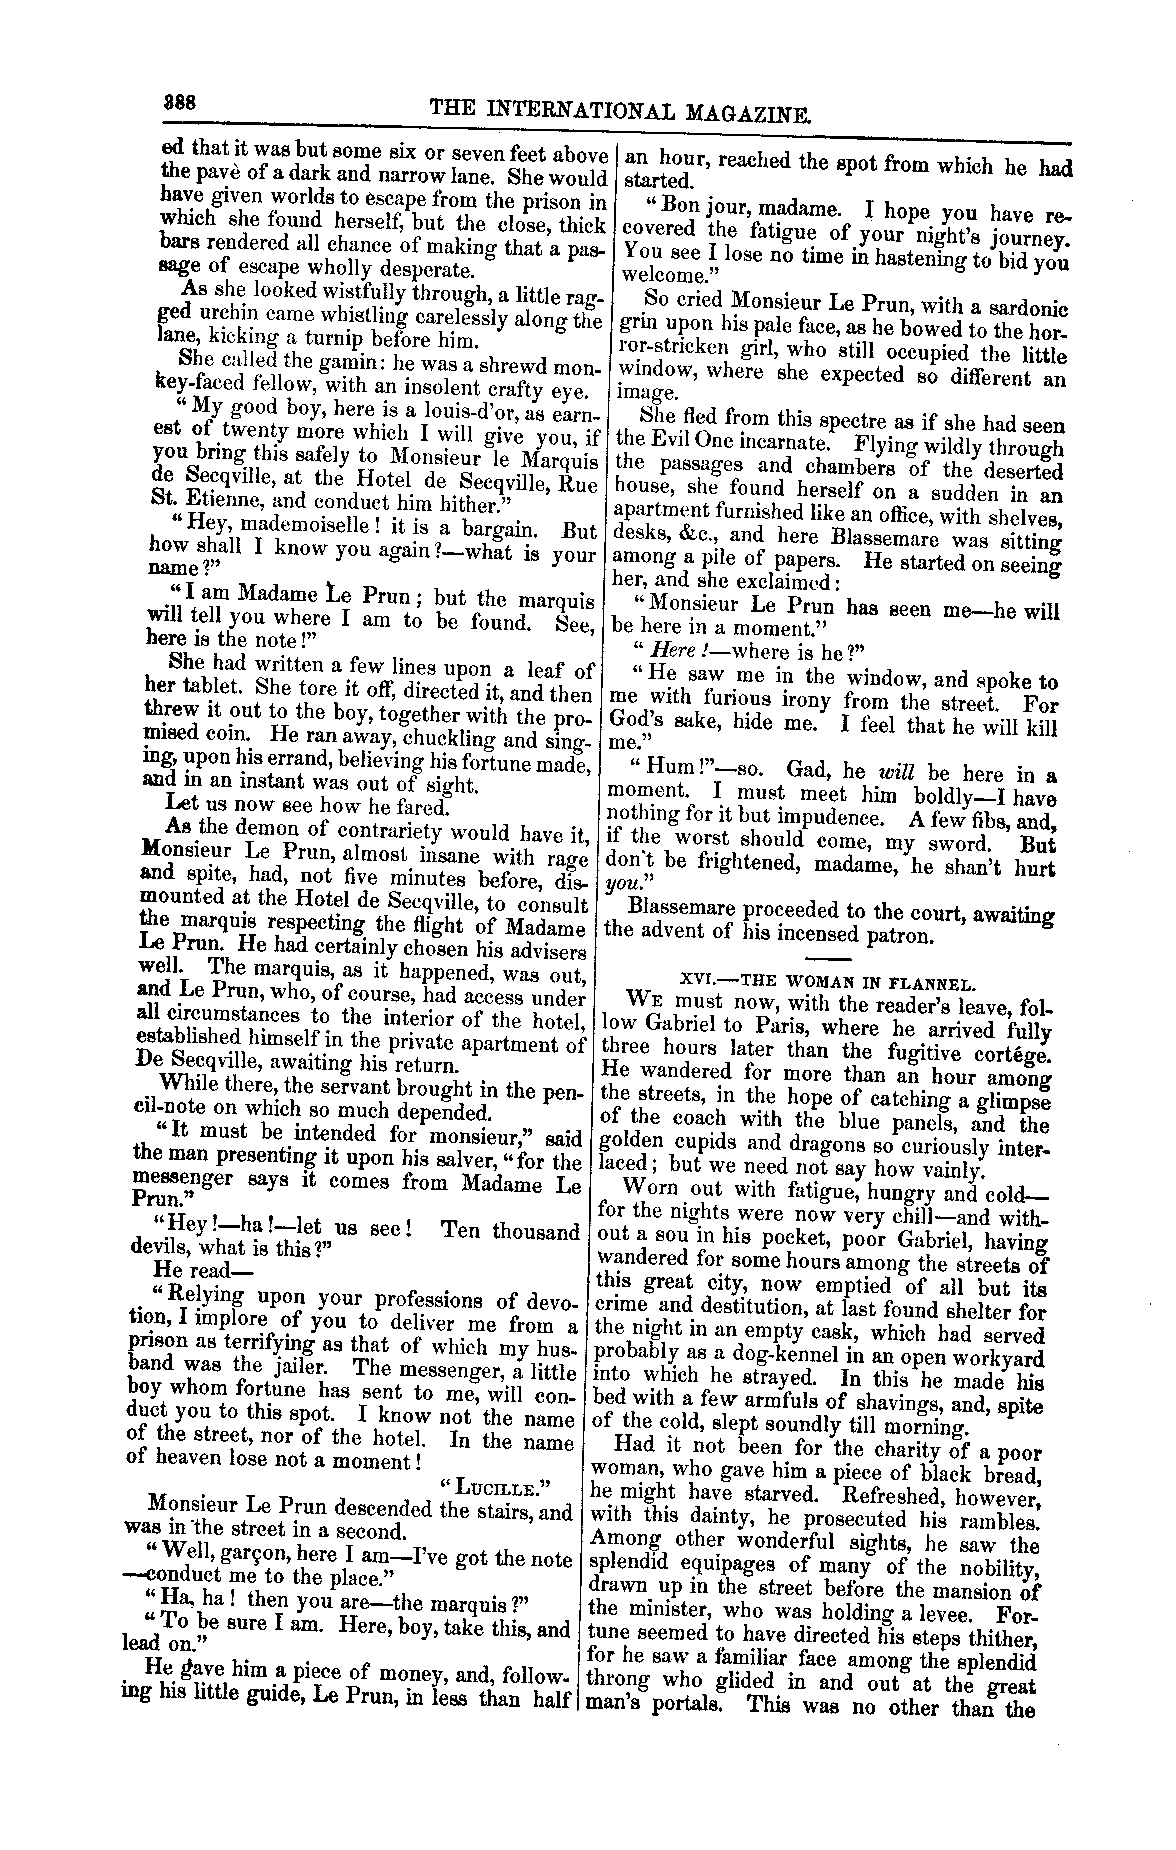 388
THE INTERNATIONAL MAGAZINE.
ed that it was but some six or seven feet above
the pavè of a dark and narrow lane. She would
have given worlds to escape from the prison in
which she found herself, but the close, thick
bars rendered all chance of making that a pas-
sage of escape wholly desperate.
As she looked wistfully through, a little rag-
ged urchin came whistling carelessly along the
lane, kicking a turnip before him.
She called the gamin: he was a shrewd mon-
key-faced fellow, with an insolent crafty eye.
“My good boy, here is a louis-d'or, as earn-
est of twenty more which I will give you, if
you bring this safely to Monsieur le Marquis
de Secqville, at the Hotel de Secqville, Rue
St. Etienne, and conduct him hither.”
“Hey, mademoiselle! it is a bargain. But
how shall I know you again?—what is your
name?”
“I am Madame Le Prun; but the marquis
will tell you where I am to be found. See,
here is the note!”
She had written a few lines upon a leaf of
her tablet. She tore it off, directed it, and then
threw it out to the boy, together with the pro-
mised coin. He ran away, chuckling and sing-
ing, upon his errand, believing his fortune made,
and in an instant was out of sight.
Let us now see how he fared.
As the demon of contrariety would have it,
Monsieur Le Prun, almost insane with rage
and spite, had, not five minutes before, dis-
mounted at the Hotel de Secqville, to consult
the marquis respecting the flight of Madame
Le Prun. He had certainly chosen his advisers
well. The marquis, as it happened, was out,
and Le Prun, who, of course, had access under
all circumstances to the interior of the hotel,
established himself in the private apartment of
De Secqville, awaiting his return.
While there, the servant brought in the pen-
cil-note on which so much depended.
“It must be intended for monsieur,” said
the man presenting it upon his salver, “for the
messenger says it comes from Madame Le
Prun.”
“Hey!—ha!—let us see! Ten thousand
devils, what is this?”
He read—
“Relying upon your professions of devo-
tion, I implore of you to deliver me from a
prison as terrifying as that of which my hus-
band was the jailer. The messenger, a little
boy whom fortune has sent to me, will con-
duct you to this spot. I know not the name
of the street, nor of the hotel. In the name
of heaven lose not a moment!
“LUCILLE.”
Monsieur Le Prun descended the stairs, and
was in the street in a second.
“Well, garçon, here I am—I've got the note
—conduct me to the place.”
“Ha, ha! then you are—the marquis?”
“To be sure I am. Here, boy, take this, and
lead on.”
He gave him a piece of money, and, follow-
ing his little guide, Le Prun, in less than half
an hour, reached the spot from which he had
started.
“Bon jour, madame. I hope you have re-
covered the fatigue of your night's journey.
You see I lose no time in hastening to bid you
welcome.”
So cried Monsieur Le Prun, with a sardonic
grin upon his pale face, as he bowed to the hor-
ror-stricken girl, who still occupied the little
window, where she expected so different an
image.
She fled from this spectre as if she had seen
the Evil One incarnate. Flying wildly through
the passages and chambers of the deserted
house, she found herself on a sudden in an
apartment furnished like an office, with shelves,
desks, &c., and here Blassemare was sitting
among a pile of papers. He started on seeing
her, and she exclaimed:
“Monsieur Le Prun has seen me—he will
be here in a moment.”
“Here!—where is he?”
“He saw me in the window, and spoke to
me with furious irony from the street. For
God's sake, hide me. I feel that he will kill
me.”
“Hum!”—so. Gad, he will be here in a
moment. I must meet him boldly—I have
nothing for it but impudence. A few fibs, and,
if the worst should come, my sword. But
don't be frightened, madame, he shan't hurt
you.”
Blassemare proceeded to the court, awaiting
the advent of his incensed patron.
XVI.—THE WOMAN IN FLANNEL.
WE must now, with the reader's leave, fol-
low Gabriel to Paris, where he arrived fully
three hours later than the fugitive cortége.
He wandered for more than an hour among
the streets, in the hope of catching a glimpse
of the coach with the blue panels, and the
golden cupids and dragons so curiously inter-
laced; but we need not say how vainly.
Worn out with fatigue, hungry and cold—
for the nights were now very chill—and with-
out a sou in his pocket, poor Gabriel, having
wandered for some hours among the streets of
this great city, now emptied of all but its
crime and destitution, at last found shelter for
the night in an empty cask, which had served
probably as a dog-kennel in an open workyard
into which he strayed. In this he made his
bed with a few armfuls of shavings, and, spite
of the cold, slept soundly till morning.
Had it not been for the charity of a poor
woman, who gave him a piece of black bread,
he might have starved. Refreshed, however,
with this dainty, he prosecuted his rambles.
Among other wonderful sights, he saw the
splendid equipages of many of the nobility,
drawn up in the street before the mansion of
the minister, who was holding a levee. For-
tune seemed to have directed his steps thither,
for he saw a familiar face among the splendid
throng who glided in and out at the great
man's portals. This was no other than the